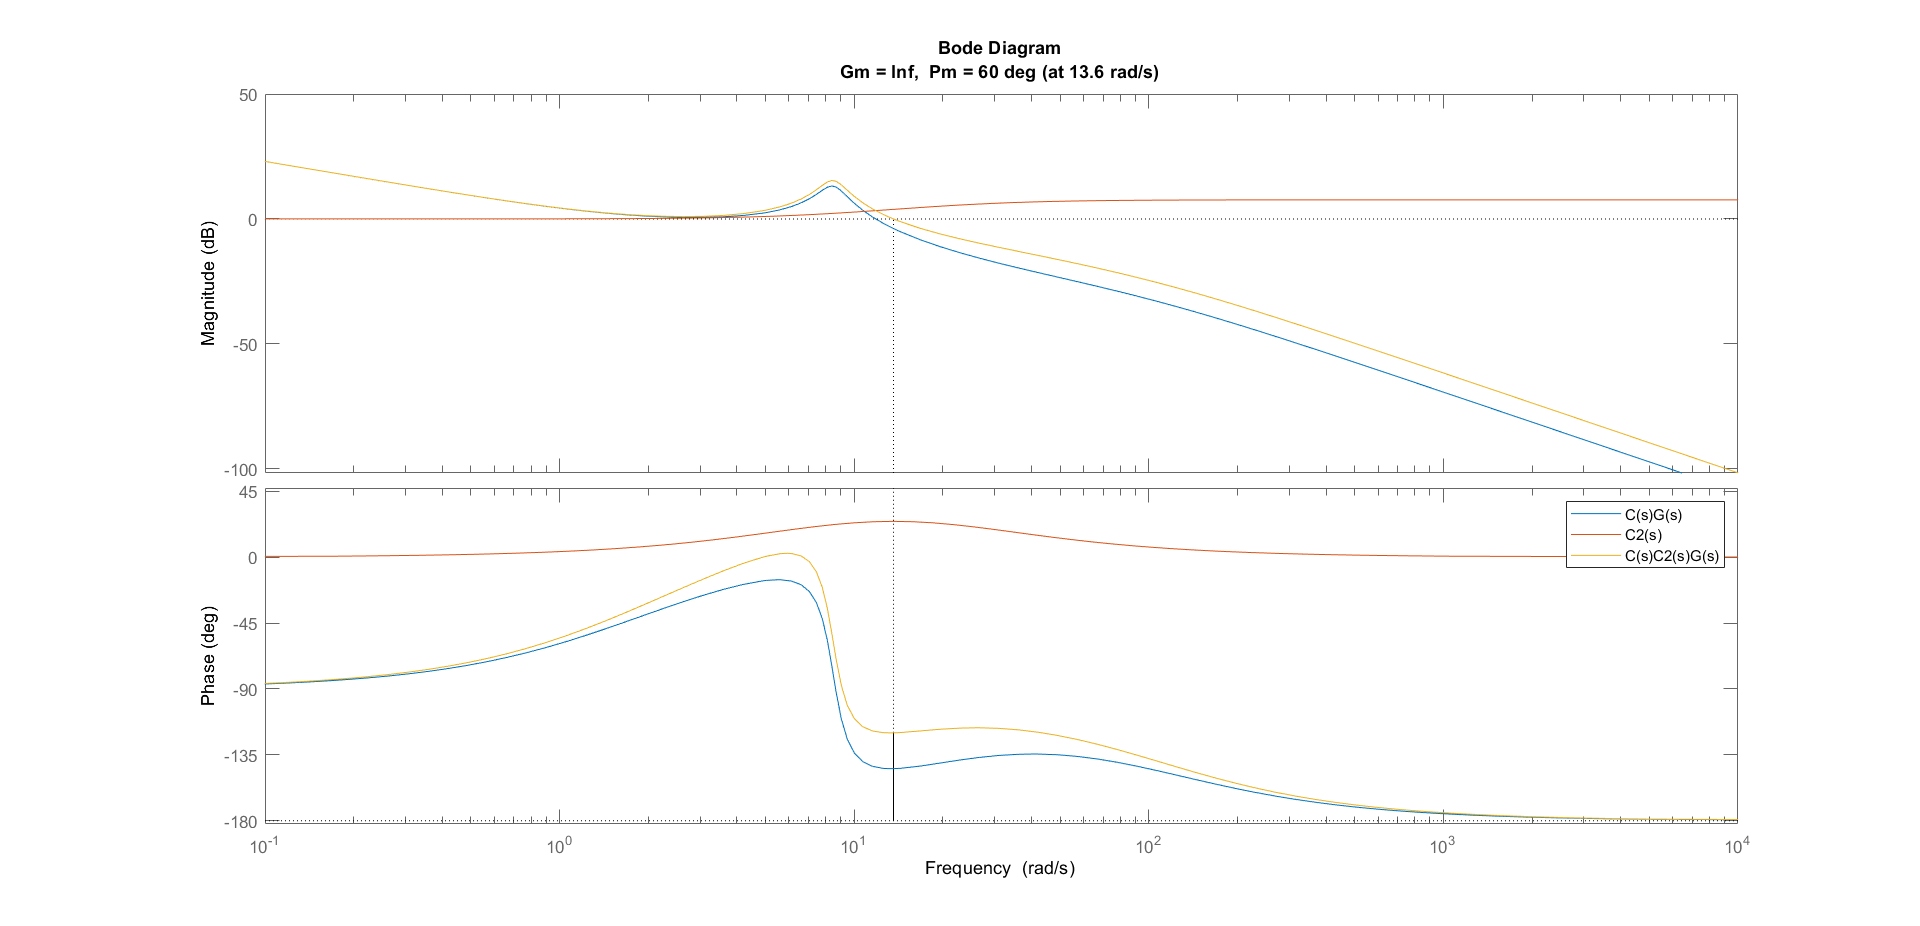 Bode Diagram
Gm = Inf,  Pm = 60 deg (at 13.6 rad/s)
50
0
-50
-100
Magnitude (dB)
45
0
-45
-90
-135
-180
Phase (deg)
C(s)G(s)
C2(s)
C(s)C2(s)G(s)
10^-1
10^0
10^1
10^2
10^3
10^4
Frequency  (rad/s)